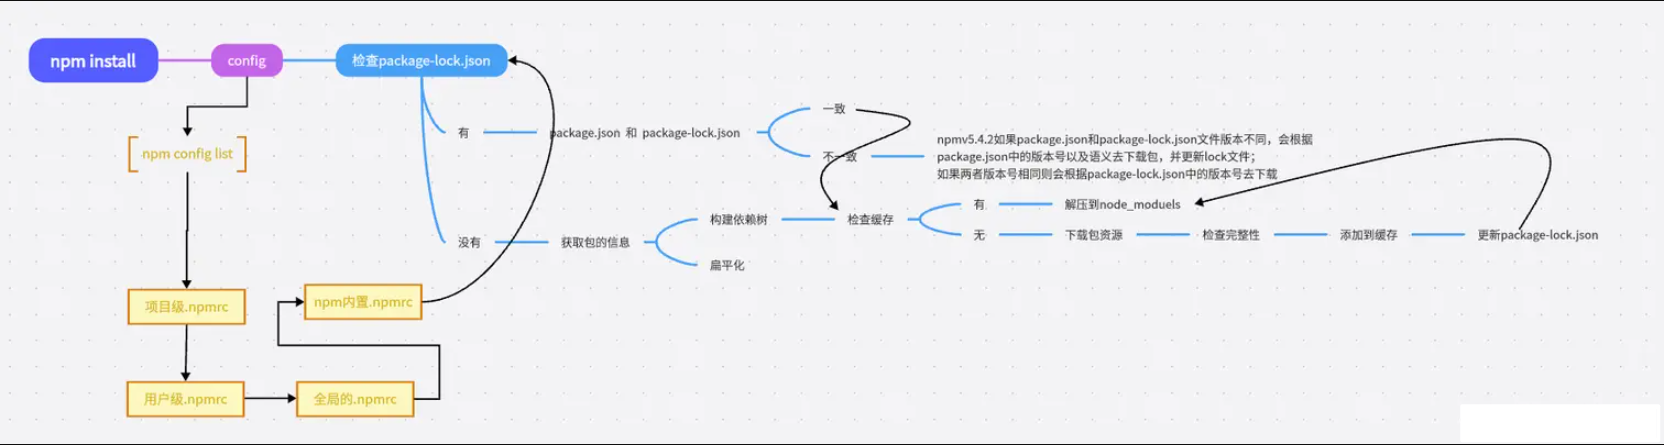 npm install
config
检查package-lock.json
npm config list
项目级.npmrc
用户级.npmrc
全局的.npmrc
npm内置.npmrc
有
package.json 和 package-lock.json
一致
不一致
npmv5.4.2如果package.json和package-lock.json文件版本不同，会根据
package.json中的版本号以及语义去下载包，并更新lock文件；
如果两者版本号相同则会根据package-lock.json中的版本号去下载
没有
获取包的信息
构建依赖树
扁平化
检查缓存
有
解压到node_moduels
无
下载包资源
检查完整性
添加到缓存
更新package-lock.json